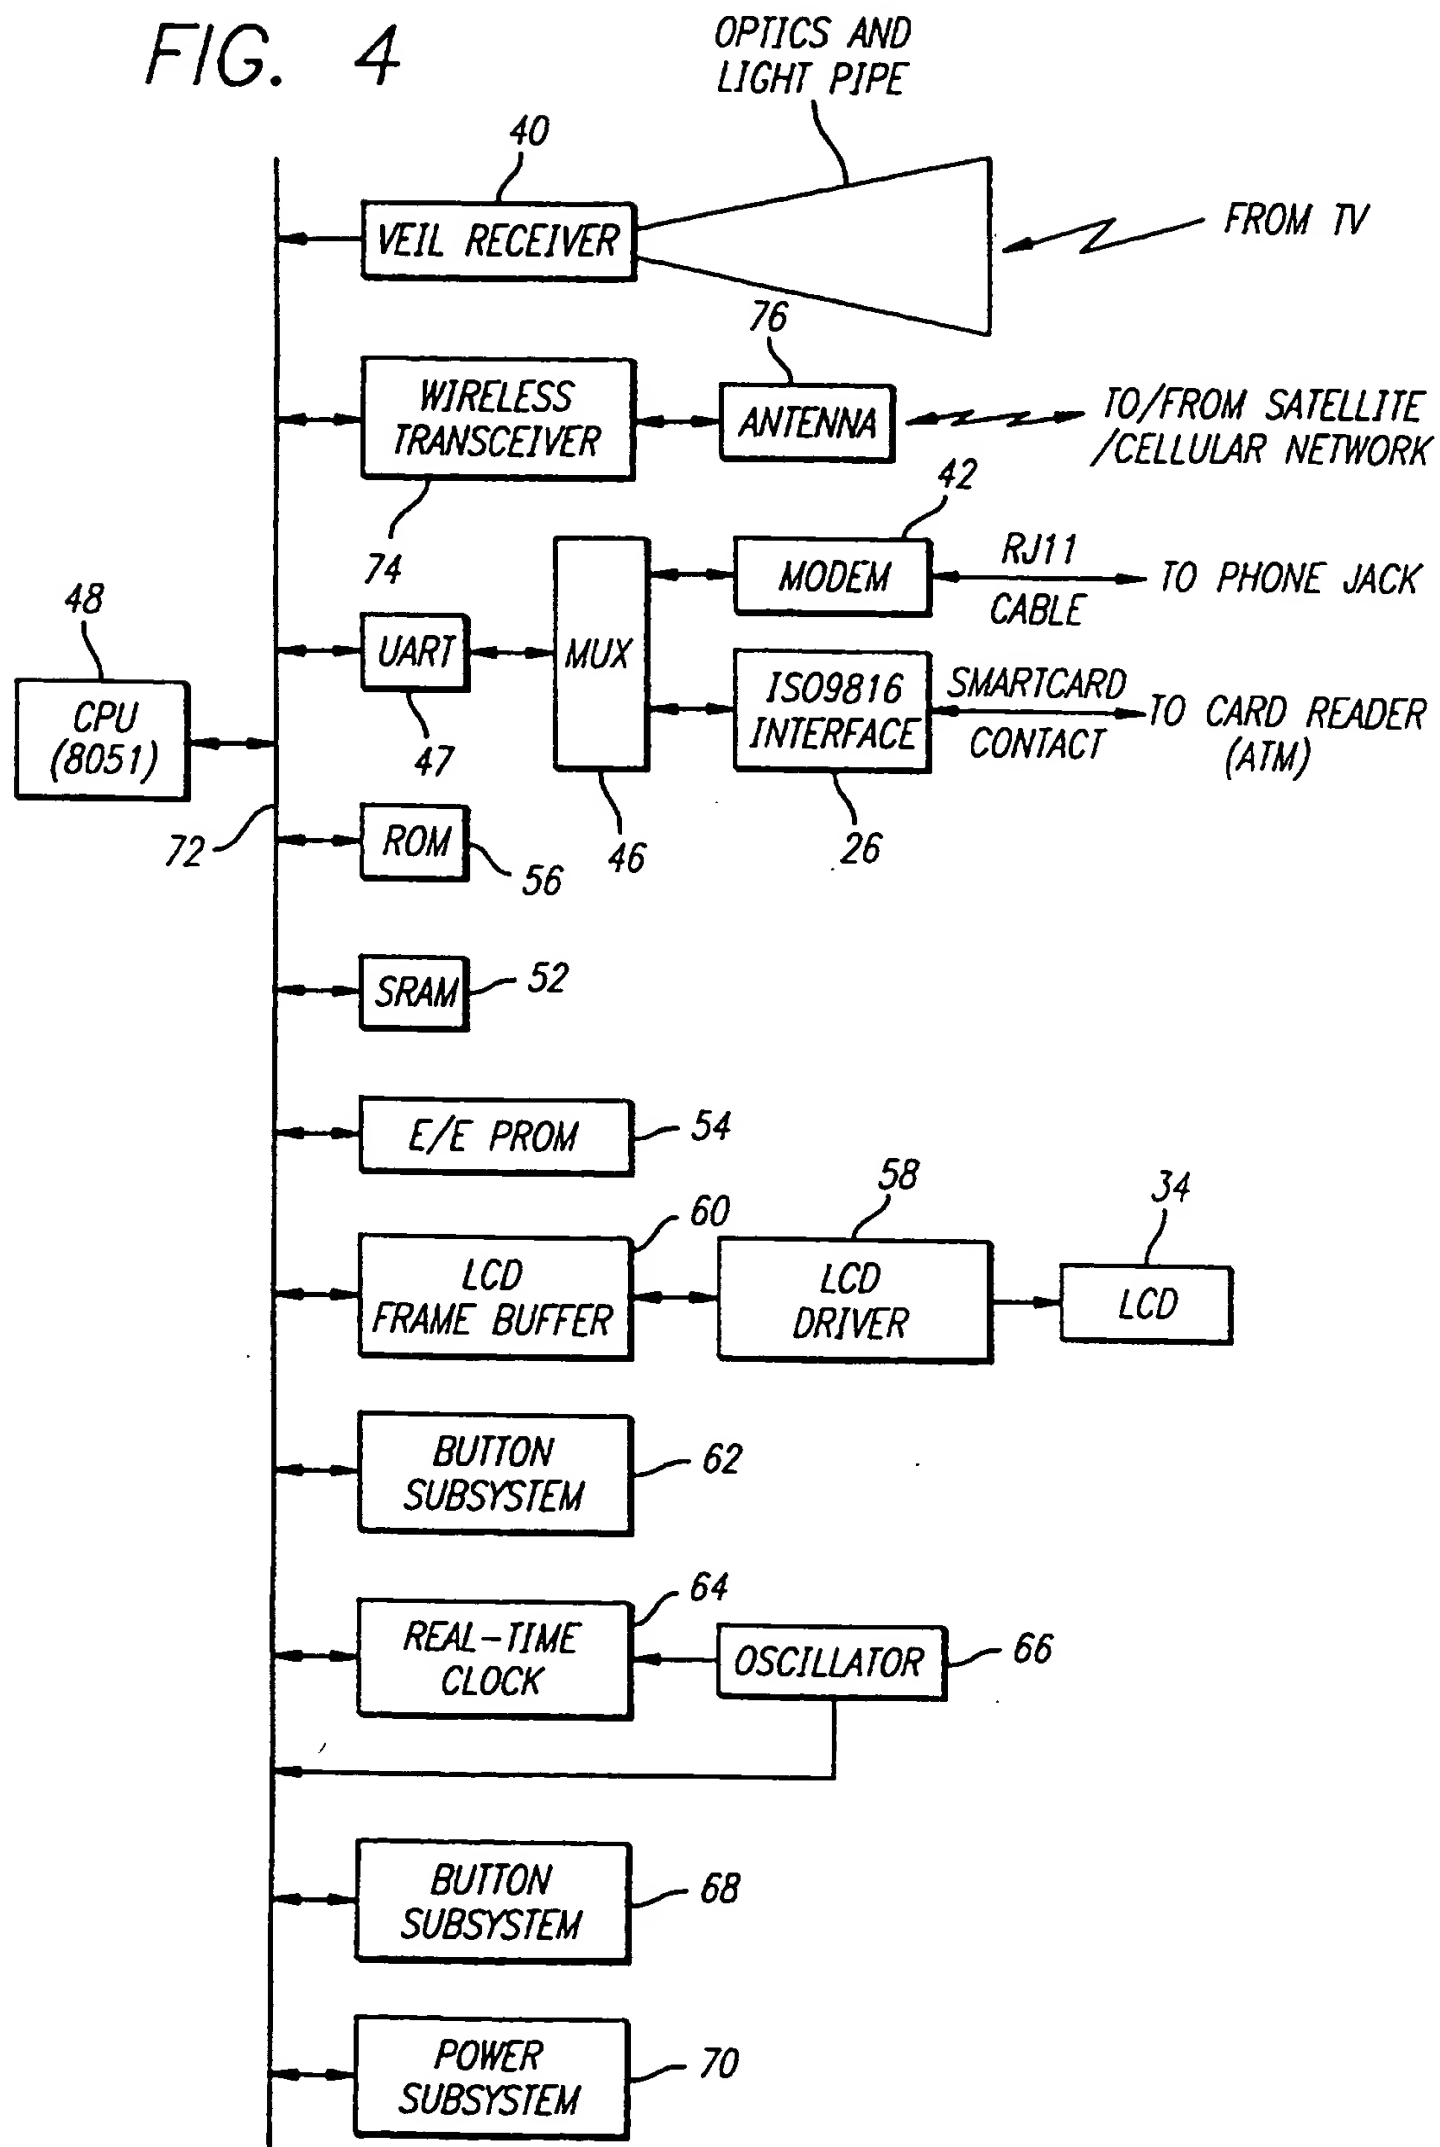 FIG. 4
OPTICS AND
LIGHT PIPE
40
VEIL RECEIVER
FROM TV
76
WIRELESS
TRANSCEIVER
ANTENNA
TO/FROM SATELLITE
/CELLULAR NETWORK
74
42
MODEM
RJ11
CABLE
TO PHONE JACK
48
CPU
(8051)
UART
47
MUX
46
ISO9816
INTERFACE
26
SMARTCARD
CONTACT
TO CARD READER
(ATM)
72
ROM
56
SRAM
52
E/E PROM
54
60
LCD
FRAME BUFFER
58
LCD
DRIVER
34
LCD
BUTTON
SUBSYSTEM
62
64
REAL-TIME
CLOCK
OSCILLATOR
66
BUTTON
SUBSYSTEM
68
POWER
SUBSYSTEM
70